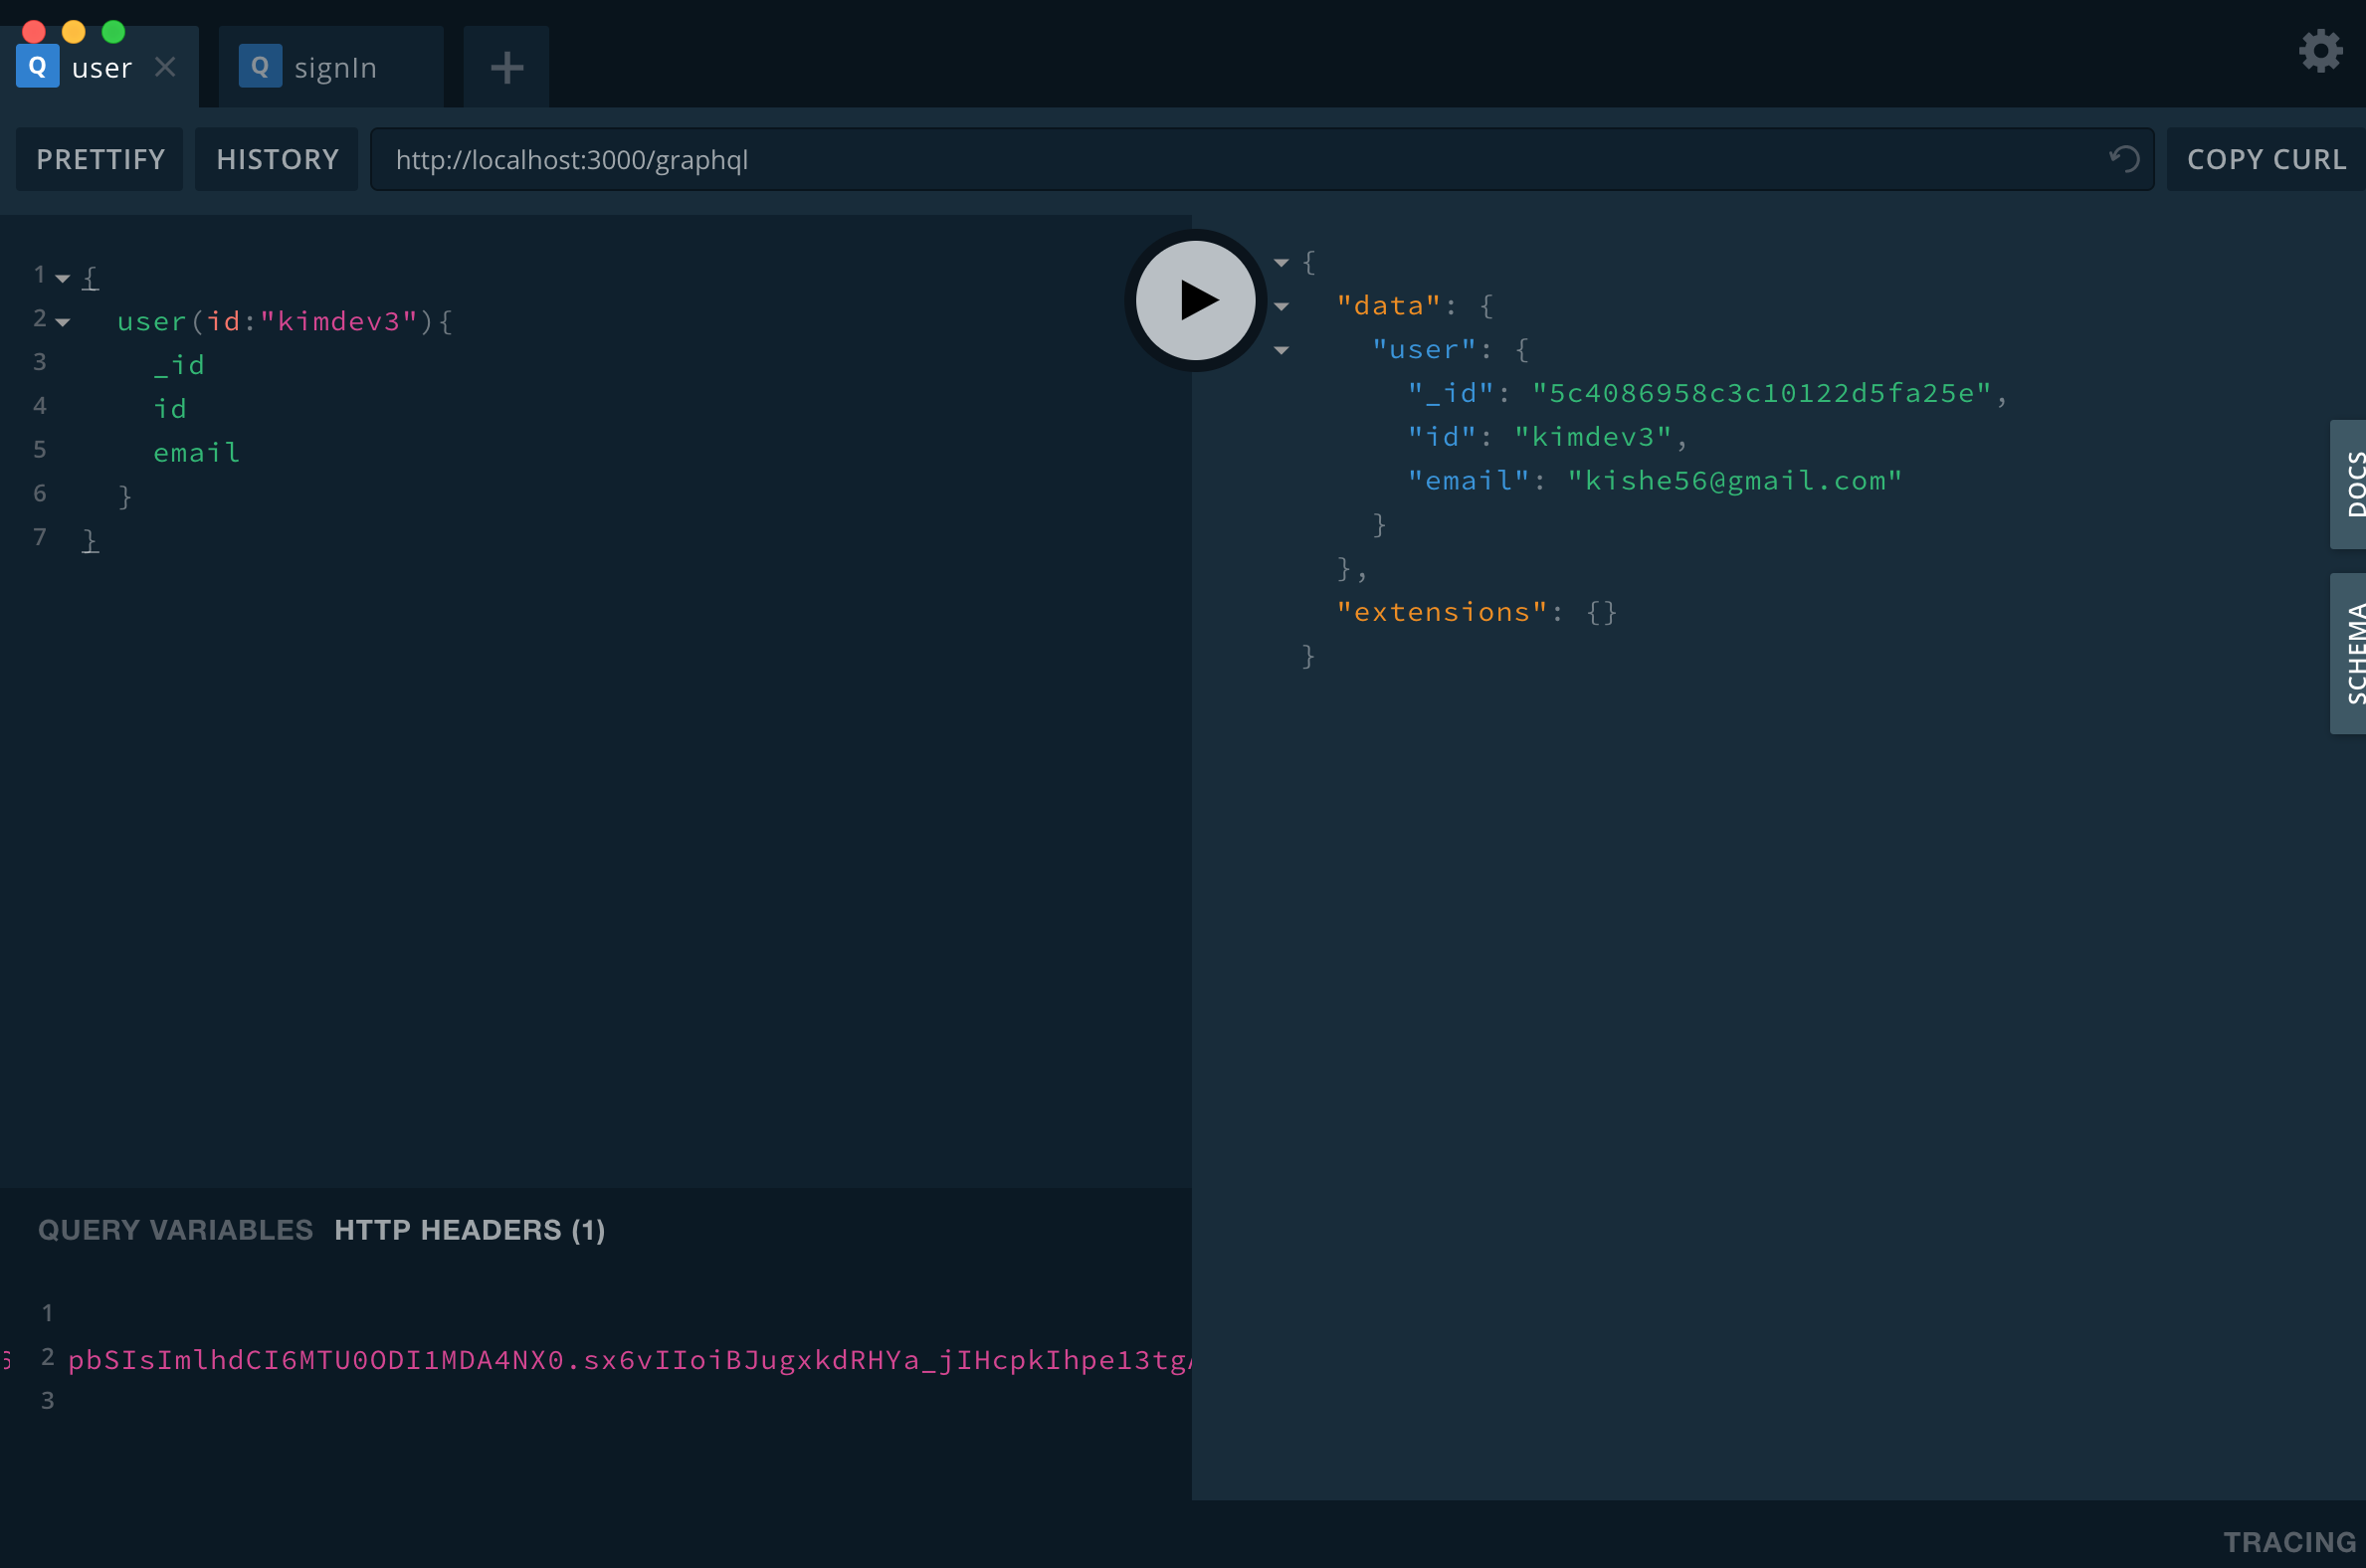 Q user
Q signIn
PRETTIFY HISTORY http://localhost:3000/graphql COPY CURL
1 {
2 user(id:"kimdev3"){
3 _id
4 id
5 email
6 }
7 }
{
"data": {
"user": {
"_id": "5c4086958c3c10122d5fa25e",
"id": "kimdev3",
"email": "kishe56@gmail.com"
}
},
"extensions": {}
}
DOCS
SCHEMA
QUERY VARIABLES HTTP HEADERS (1)
1
2 pbSIsImlhdCI6MTU0ODI1MDA4NX0.sx6vIIoiBJugxkdRHYa_jIHcpkIhpe13tg
3
TRACING